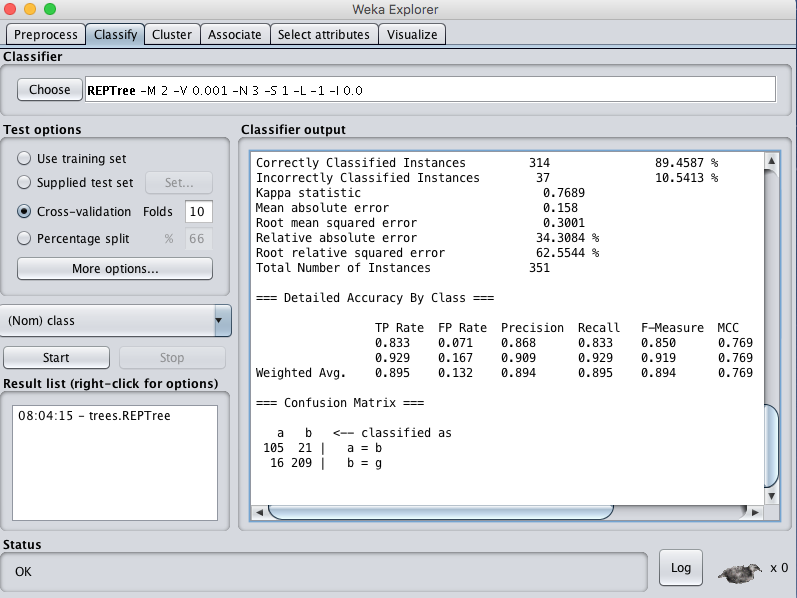 Weka Explorer
Preprocess Classify Cluster Associate Select attributes Visualize
Classifier
Choose REPTree -M 2 -V 0.001 -N 3 -S 1 -L -1 -I 0.0
Test options
Use training set
Supplied test set Set...
Cross-validation Folds 10
Percentage split % 66
More options...
(Nom) class
Start Stop
Result list (right-click for options)
08:04:15 - trees.REPTree
Classifier output
Correctly Classified Instances 314 89.4587 %
Incorrectly Classified Instances 37 10.5413 %
Kappa statistic 0.7689
Mean absolute error 0.158
Root mean squared error 0.3001
Relative absolute error 34.3084 %
Root relative squared error 62.5544 %
Total Number of Instances 351
=== Detailed Accuracy By Class ===
TP Rate FP Rate Precision Recall F-Measure MCC
0.833 0.071 0.868 0.833 0.850 0.769
0.929 0.167 0.909 0.929 0.919 0.769
Weighted Avg. 0.895 0.132 0.894 0.895 0.894 0.769
=== Confusion Matrix ===
a b <-- classified as
105 21 | a = b
16 209 | b = g
Status
OK
Log
x 0